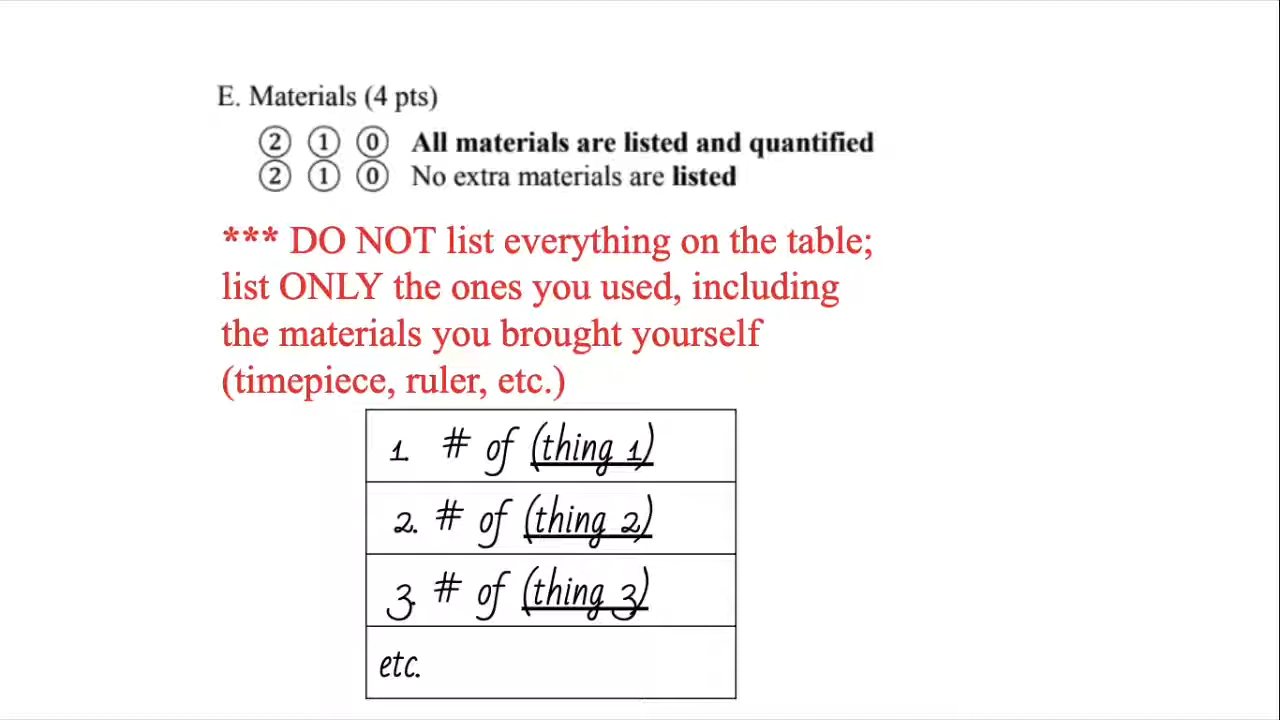 E. Materials (4 pts)
② ① ⓪ All materials are listed and quantified
② ① ⓪ No extra materials are listed
*** DO NOT list everything on the table;
list ONLY the ones you used, including
the materials you brought yourself
(timepiece, ruler, etc.)
1. # of (thing 1)
2. # of (thing 2)
3. # of (thing 3)
etc.